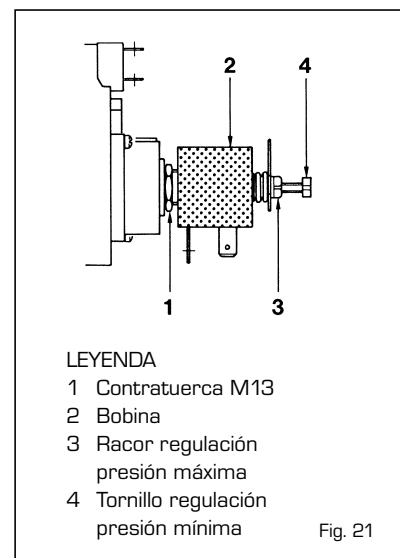 2
4
1
3
LEYENDA
1 Contratuerca M13
2 Bobina
3 Racor regulación
presión máxima
4 Tornillo regulación
presión mínima
Fig. 21